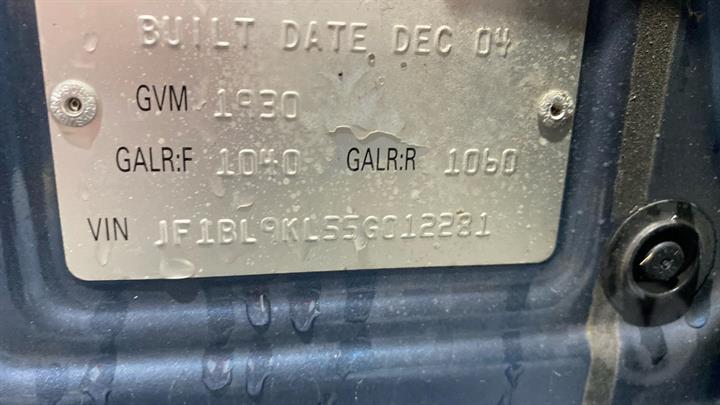 BUILT DATE DEC 04
GVM 1930
GALR:F 1040 GALR:R 1060
VIN JF1BL9KL55G012281